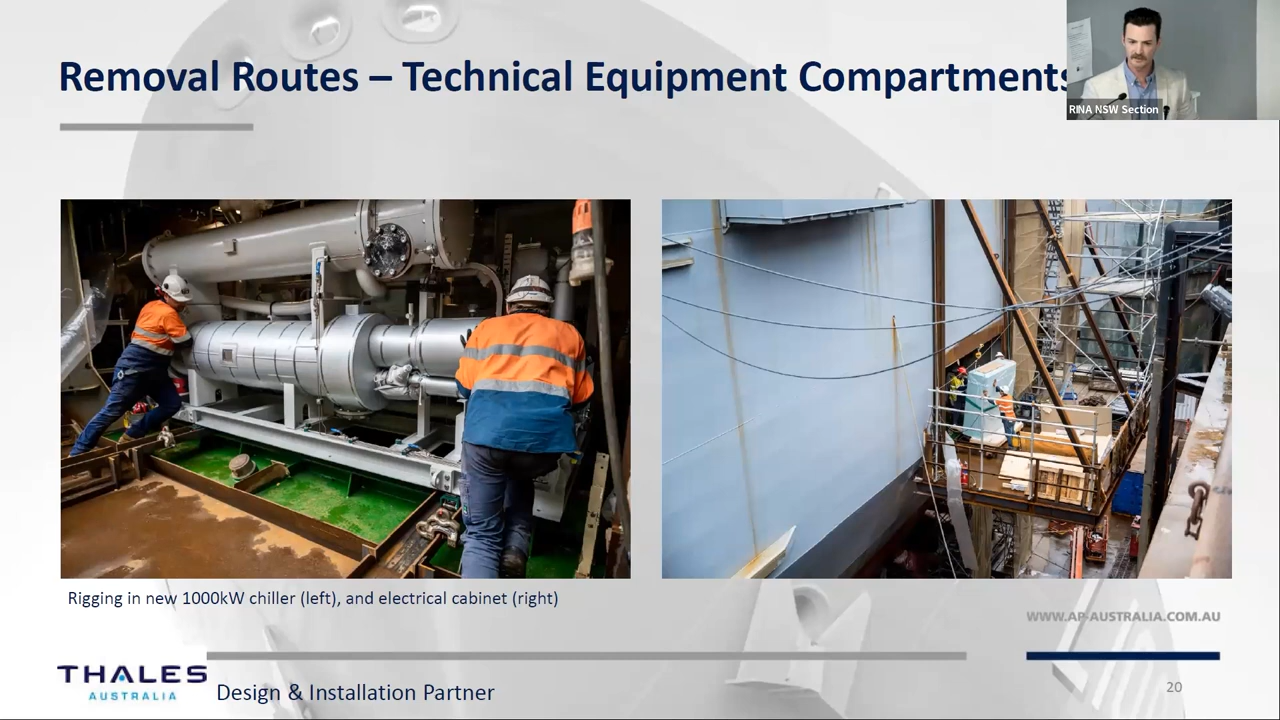 Removal Routes – Technical Equipment Compartments
RINA NSW Section
Rigging in new 1000kW chiller (left), and electrical cabinet (right)
WWW.AP-AUSTRALIA.COM.AU
THALES
AUSTRALIA
Design & Installation Partner
20